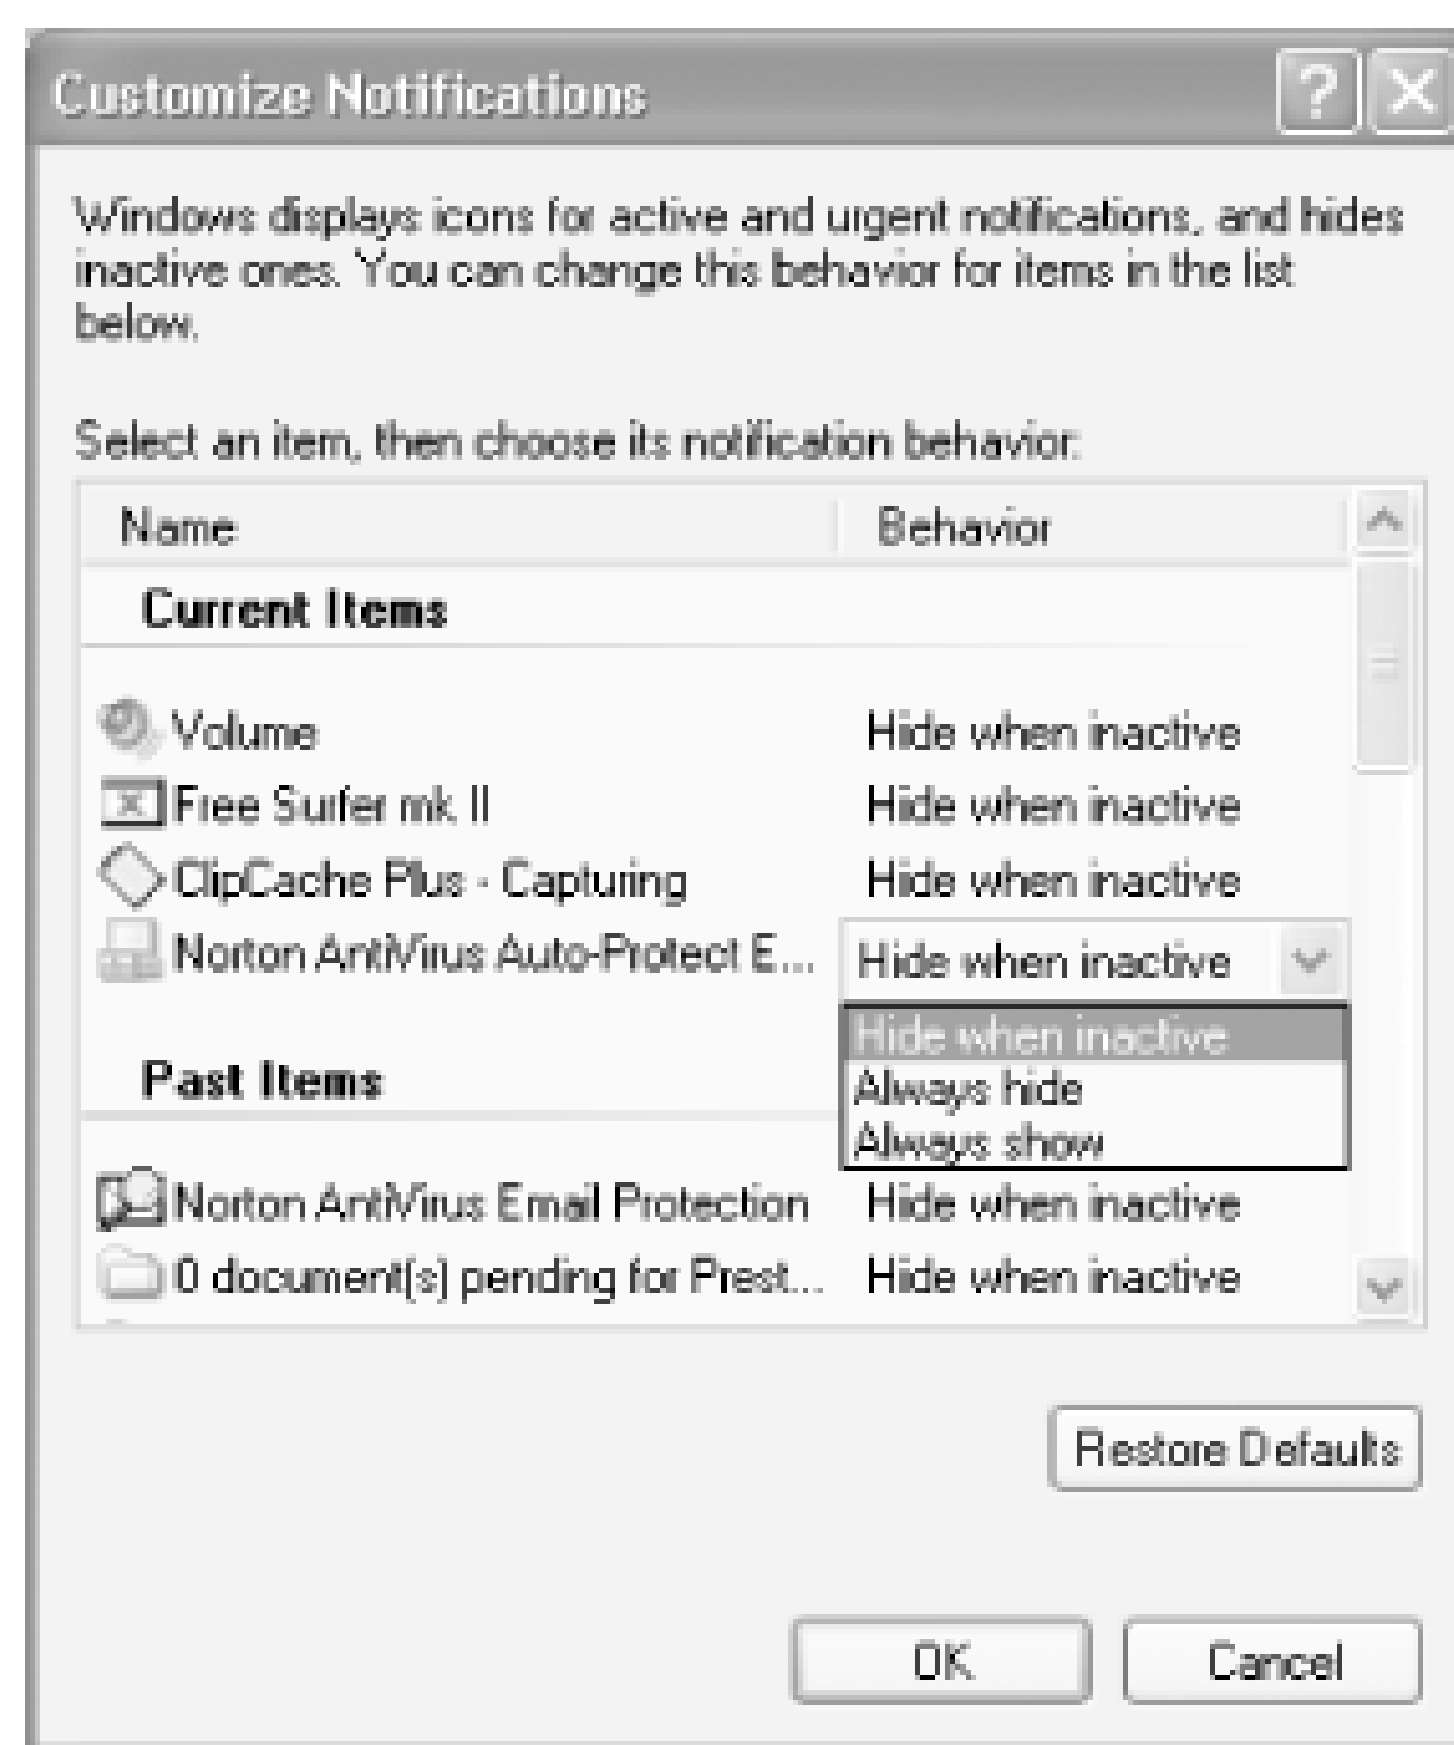 Customize Notifications
Windows displays icons for active and urgent notifications, and hides
inactive ones. You can change this behavior for items in the list
below.
Select an item, then choose its notification behavior:
Name Behavior
Current Items
Volume Hide when inactive
Free Surfer mk II Hide when inactive
ClipCache Plus - Capturing Hide when inactive
Norton AntiVirus Auto-Protect E... Hide when inactive
Hide when inactive
Always hide
Always show
Past Items
Norton AntiVirus Email Protection Hide when inactive
0 document(s) pending for Prest... Hide when inactive
Restore Defaults
OK Cancel